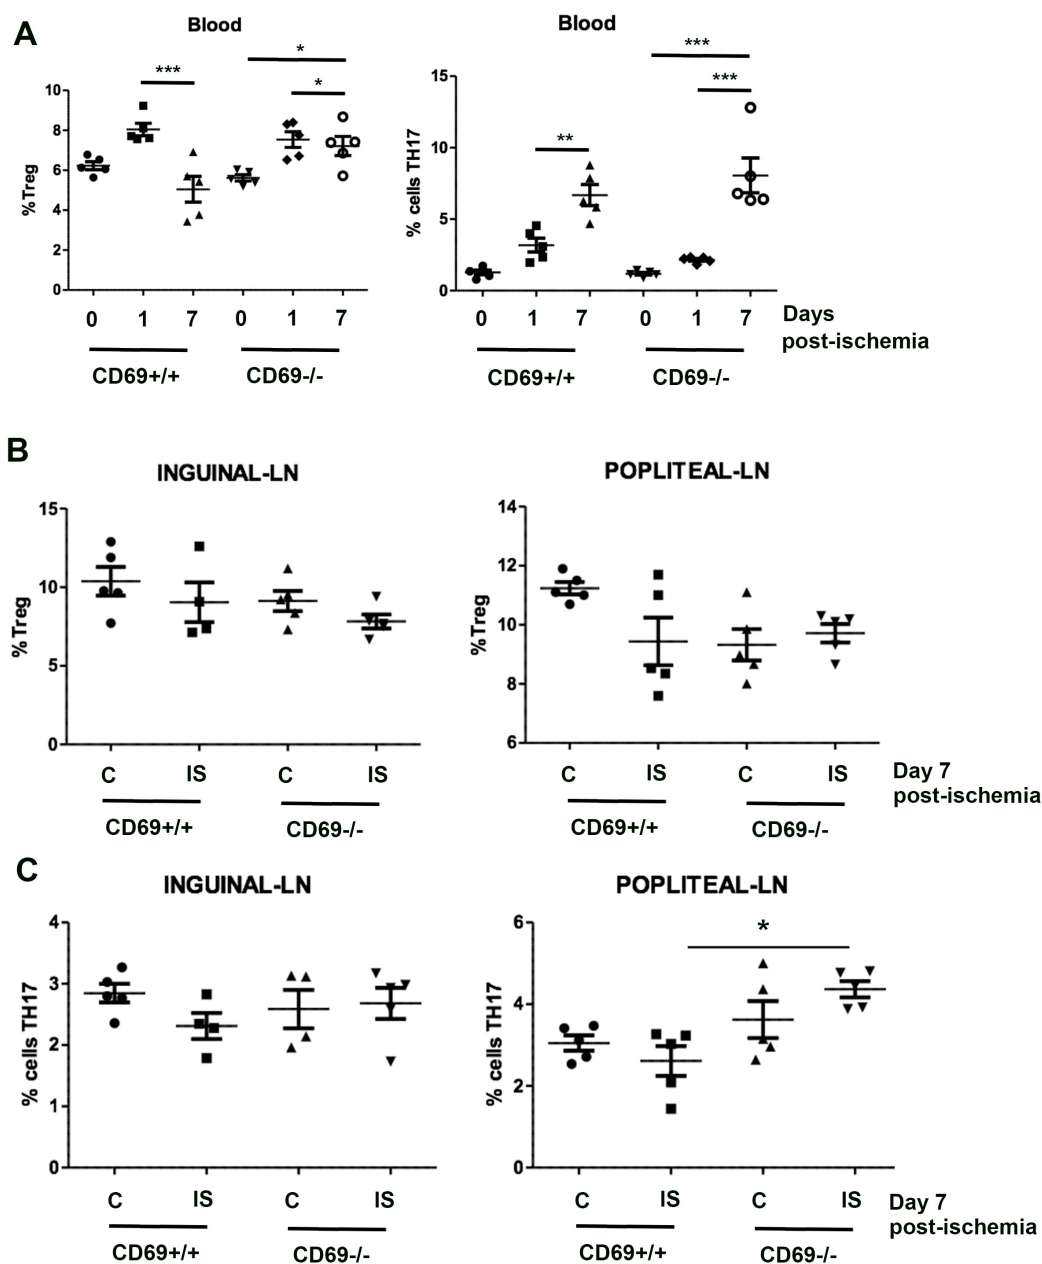 A
Blood
Blood
* ***
*
*** *
***
**
%Treg
10
8
6
4
2
0
% cells TH17
15
10
5
0
0 1 7 0 1 7
0 1 7 0 1 7
Days
post-ischemia
CD69+/+ CD69-/-
CD69+/+ CD69-/-
B
INGUINAL-LN
POPLITEAL-LN
%Treg
15
10
5
0
%Treg
14
12
10
8
6
C IS C IS
C IS C IS
Day 7
post-ischemia
CD69+/+ CD69-/-
CD69+/+ CD69-/-
C
INGUINAL-LN
POPLITEAL-LN
*
% cells TH17
4
3
2
1
0
% cells TH17
6
4
2
0
C IS C IS
C IS C IS
Day 7
post-ischemia
CD69+/+ CD69-/-
CD69+/+ CD69-/-